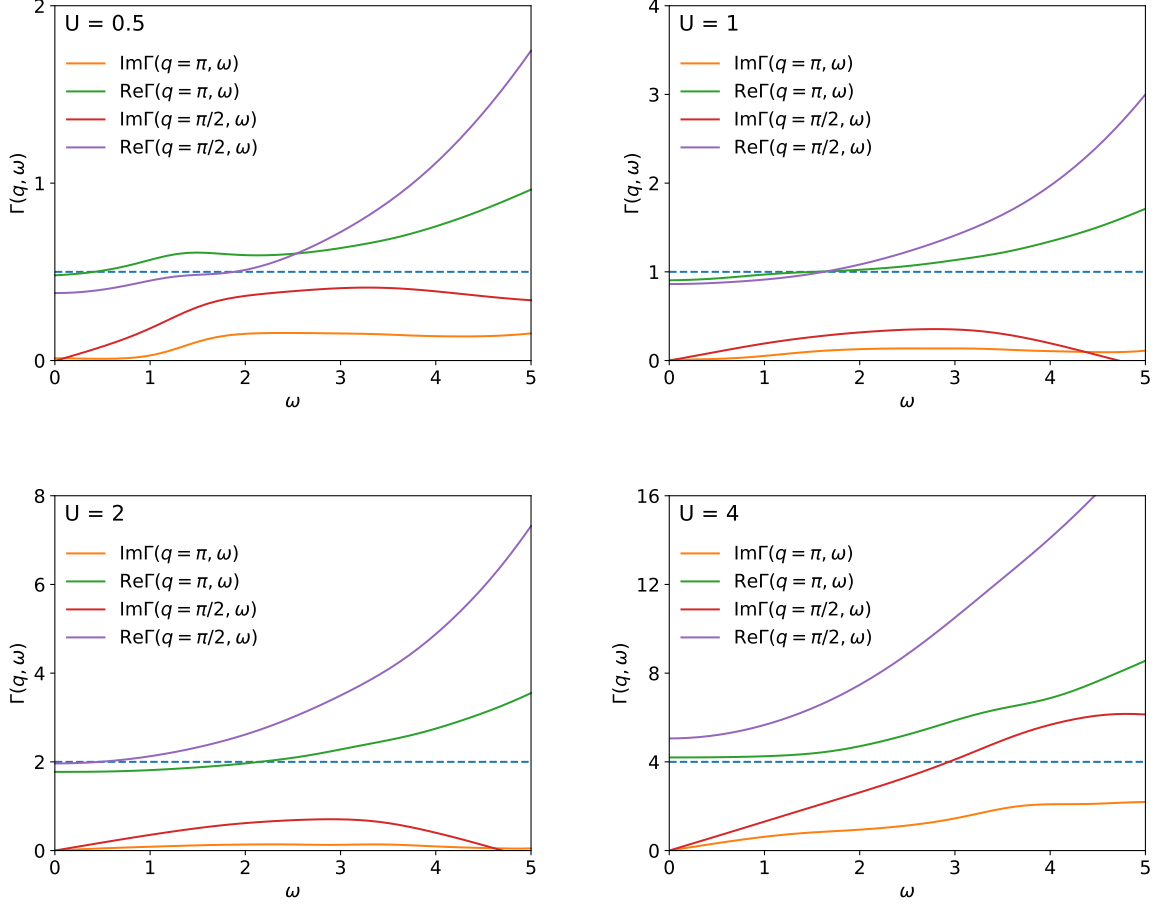 U = 0.5
ImΓ(q = π, ω)
ReΓ(q = π, ω)
ImΓ(q = π/2, ω)
ReΓ(q = π/2, ω)
Γ(q, ω)
2
1
0
0 1 2 3 4 5
ω
U = 1
ImΓ(q = π, ω)
ReΓ(q = π, ω)
ImΓ(q = π/2, ω)
ReΓ(q = π/2, ω)
Γ(q, ω)
4
3
2
1
0
0 1 2 3 4 5
ω
U = 2
ImΓ(q = π, ω)
ReΓ(q = π, ω)
ImΓ(q = π/2, ω)
ReΓ(q = π/2, ω)
Γ(q, ω)
8
6
4
2
0
0 1 2 3 4 5
ω
U = 4
ImΓ(q = π, ω)
ReΓ(q = π, ω)
ImΓ(q = π/2, ω)
ReΓ(q = π/2, ω)
Γ(q, ω)
16
12
8
4
0
0 1 2 3 4 5
ω